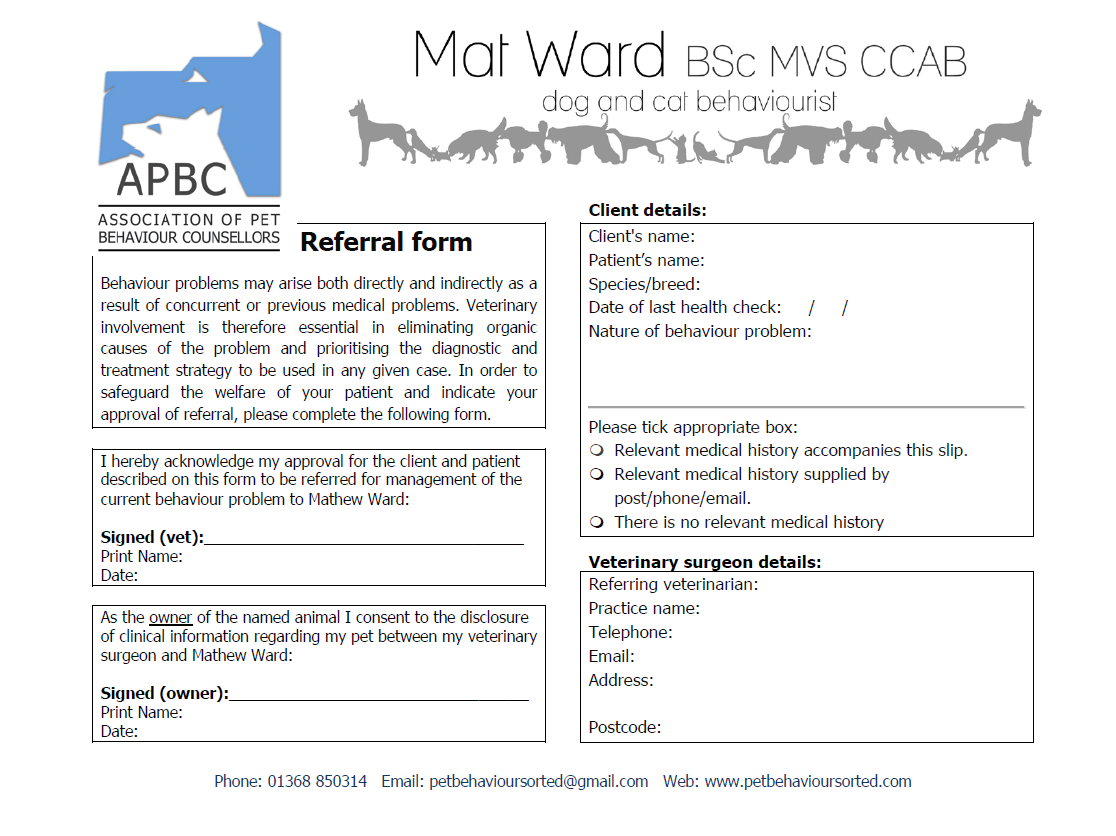 Mat Ward BSc MVS CCAB
dog and cat behaviourist
APBC
ASSOCIATION OF PET
BEHAVIOUR COUNSELLORS
Referral form
Behaviour problems may arise both directly and indirectly as a
result of concurrent or previous medical problems. Veterinary
involvement is therefore essential in eliminating organic
causes of the problem and prioritising the diagnostic and
treatment strategy to be used in any given case. In order to
safeguard the welfare of your patient and indicate your
approval of referral, please complete the following form.
I hereby acknowledge my approval for the client and patient
described on this form to be referred for management of the
current behaviour problem to Mathew Ward:
Signed (vet):
Print Name:
Date:
As the owner of the named animal I consent to the disclosure
of clinical information regarding my pet between my veterinary
surgeon and Mathew Ward:
Signed (owner):
Print Name:
Date:
Client details:
Client's name:
Patient’s name:
Species/breed:
Date of last health check: / /
Nature of behaviour problem:
Please tick appropriate box:
Relevant medical history accompanies this slip.
Relevant medical history supplied by
post/phone/email.
There is no relevant medical history
Veterinary surgeon details:
Referring veterinarian:
Practice name:
Telephone:
Email:
Address:
Postcode:
Phone: 01368 850314 Email: petbehavioursorted@gmail.com Web: www.petbehavioursorted.com